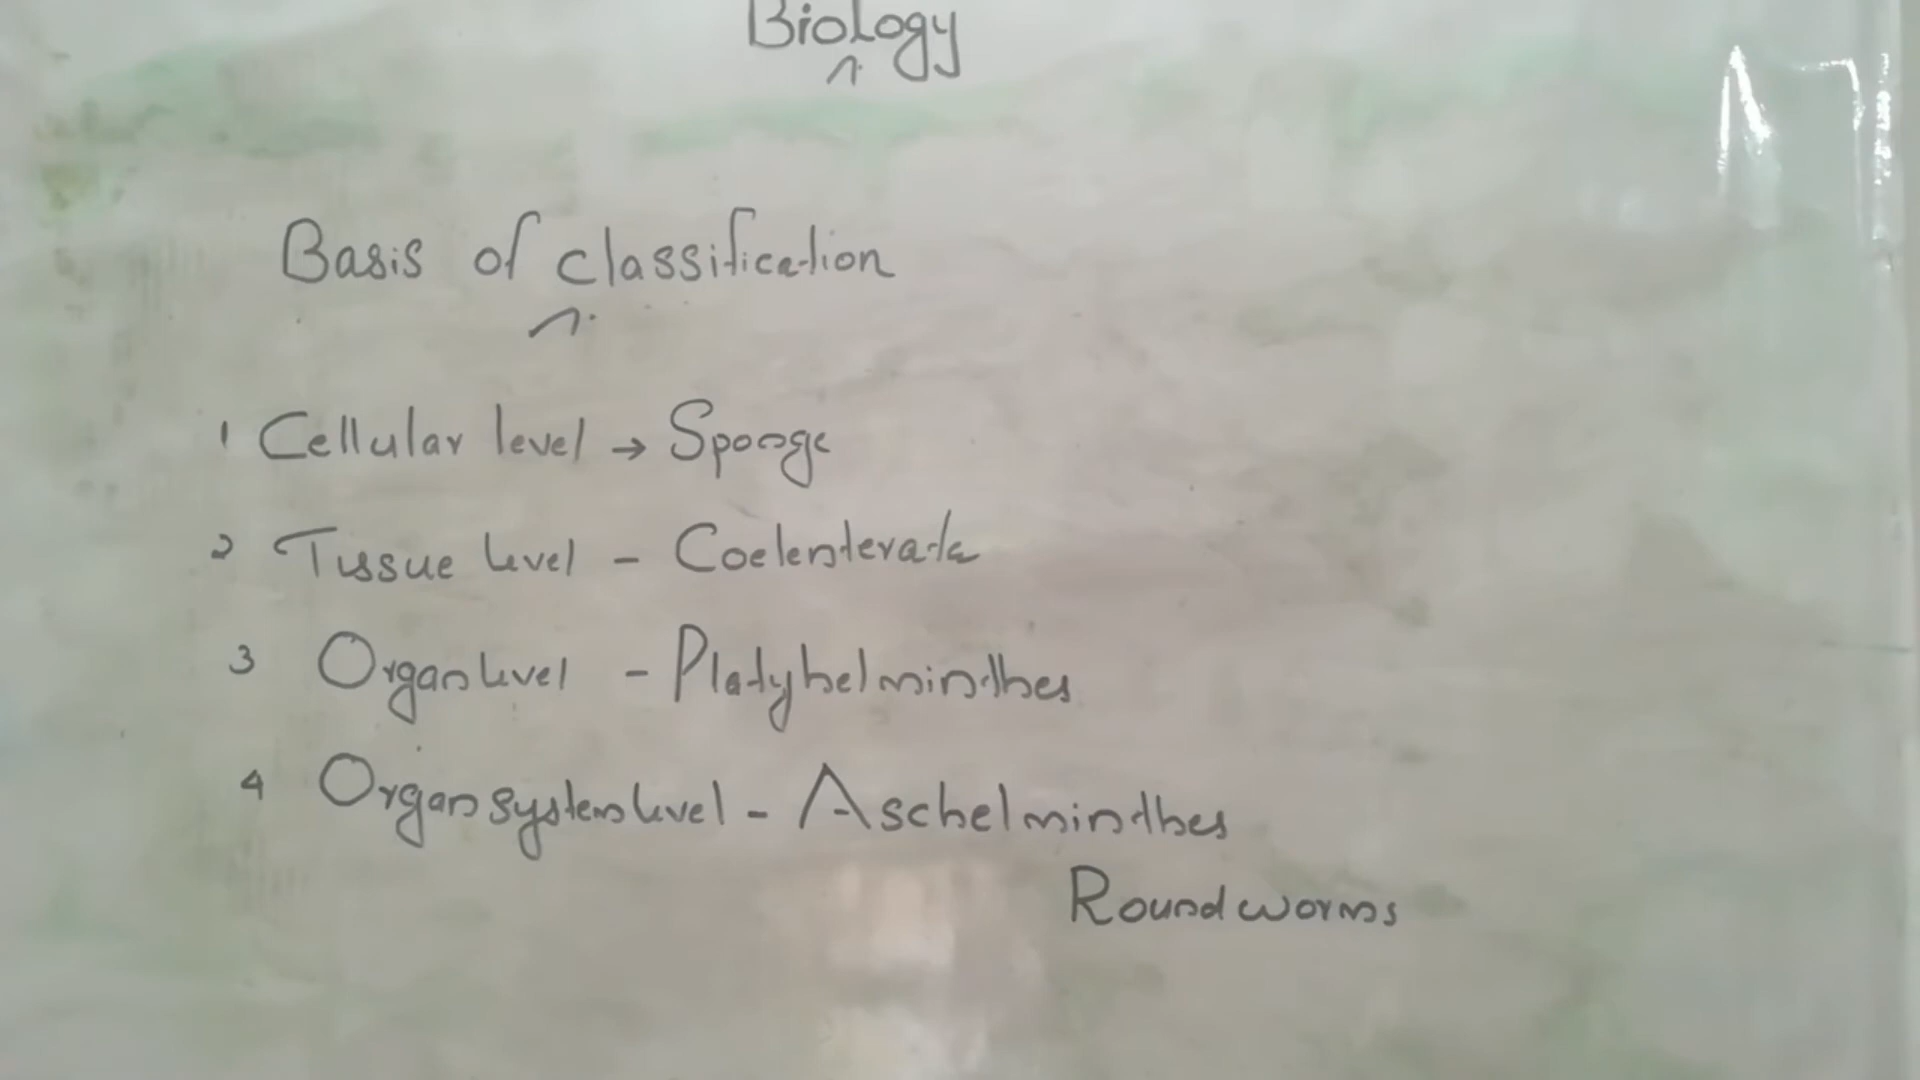 Biology
Basis of classification
1 Cellular level → Sponge
2 Tissue level - Coelenterata
3 Organ level - Platyhelminthes
4 Organ system level - Aschelminthes
Roundworms